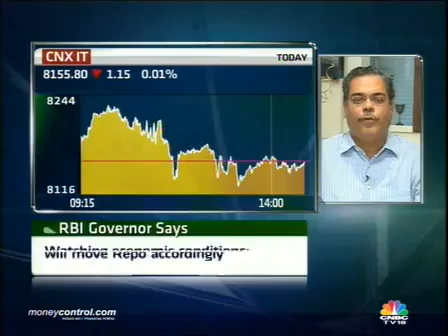 CNX IT
TODAY
8155.80 ▼ 1.15 0.01%
8244
8116
09:15
14:00
RBI Governor Says
Watching economic conditions;
Will move Repo accordingly
moneycontrol.com
CNBC
TV18